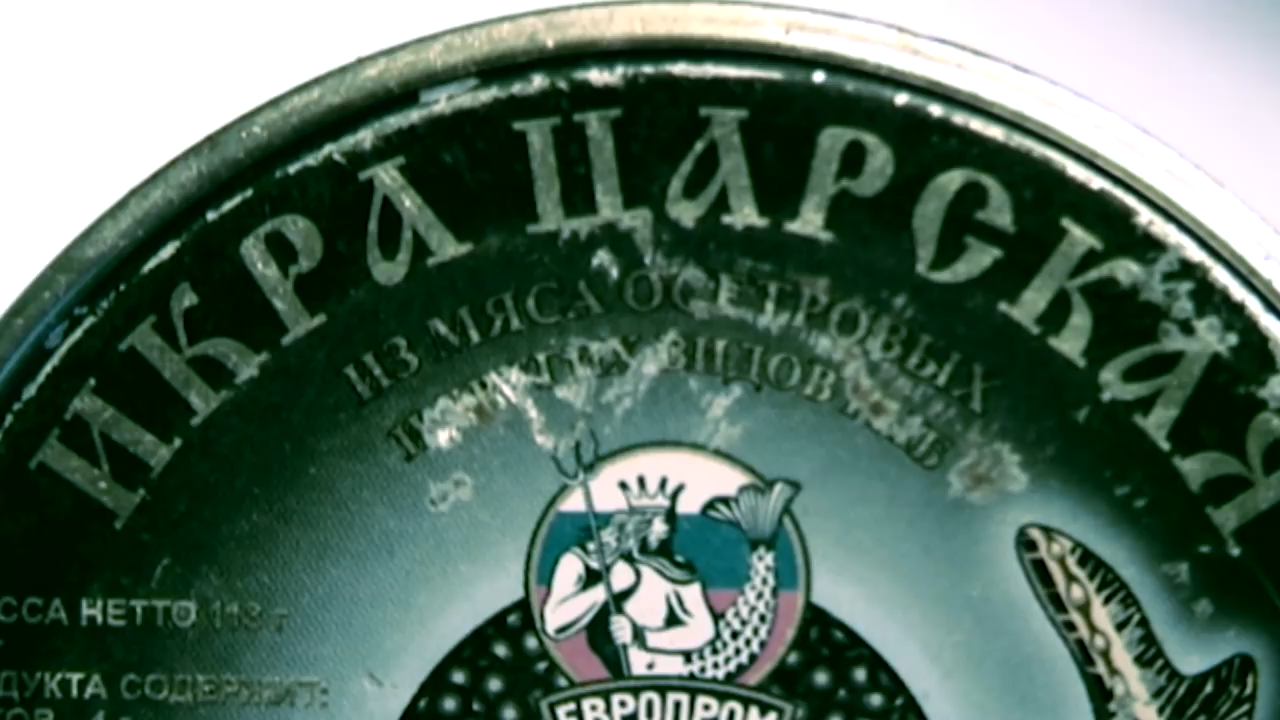 ИКРА ЦАРСКАЯ
ИЗ МЯСА ОСЕТРОВЫХ
ВИДОВ
ССА НЕТТО 113 г
ДУКТА СОДЕРЖИТ:
ЕВРОПРОМ